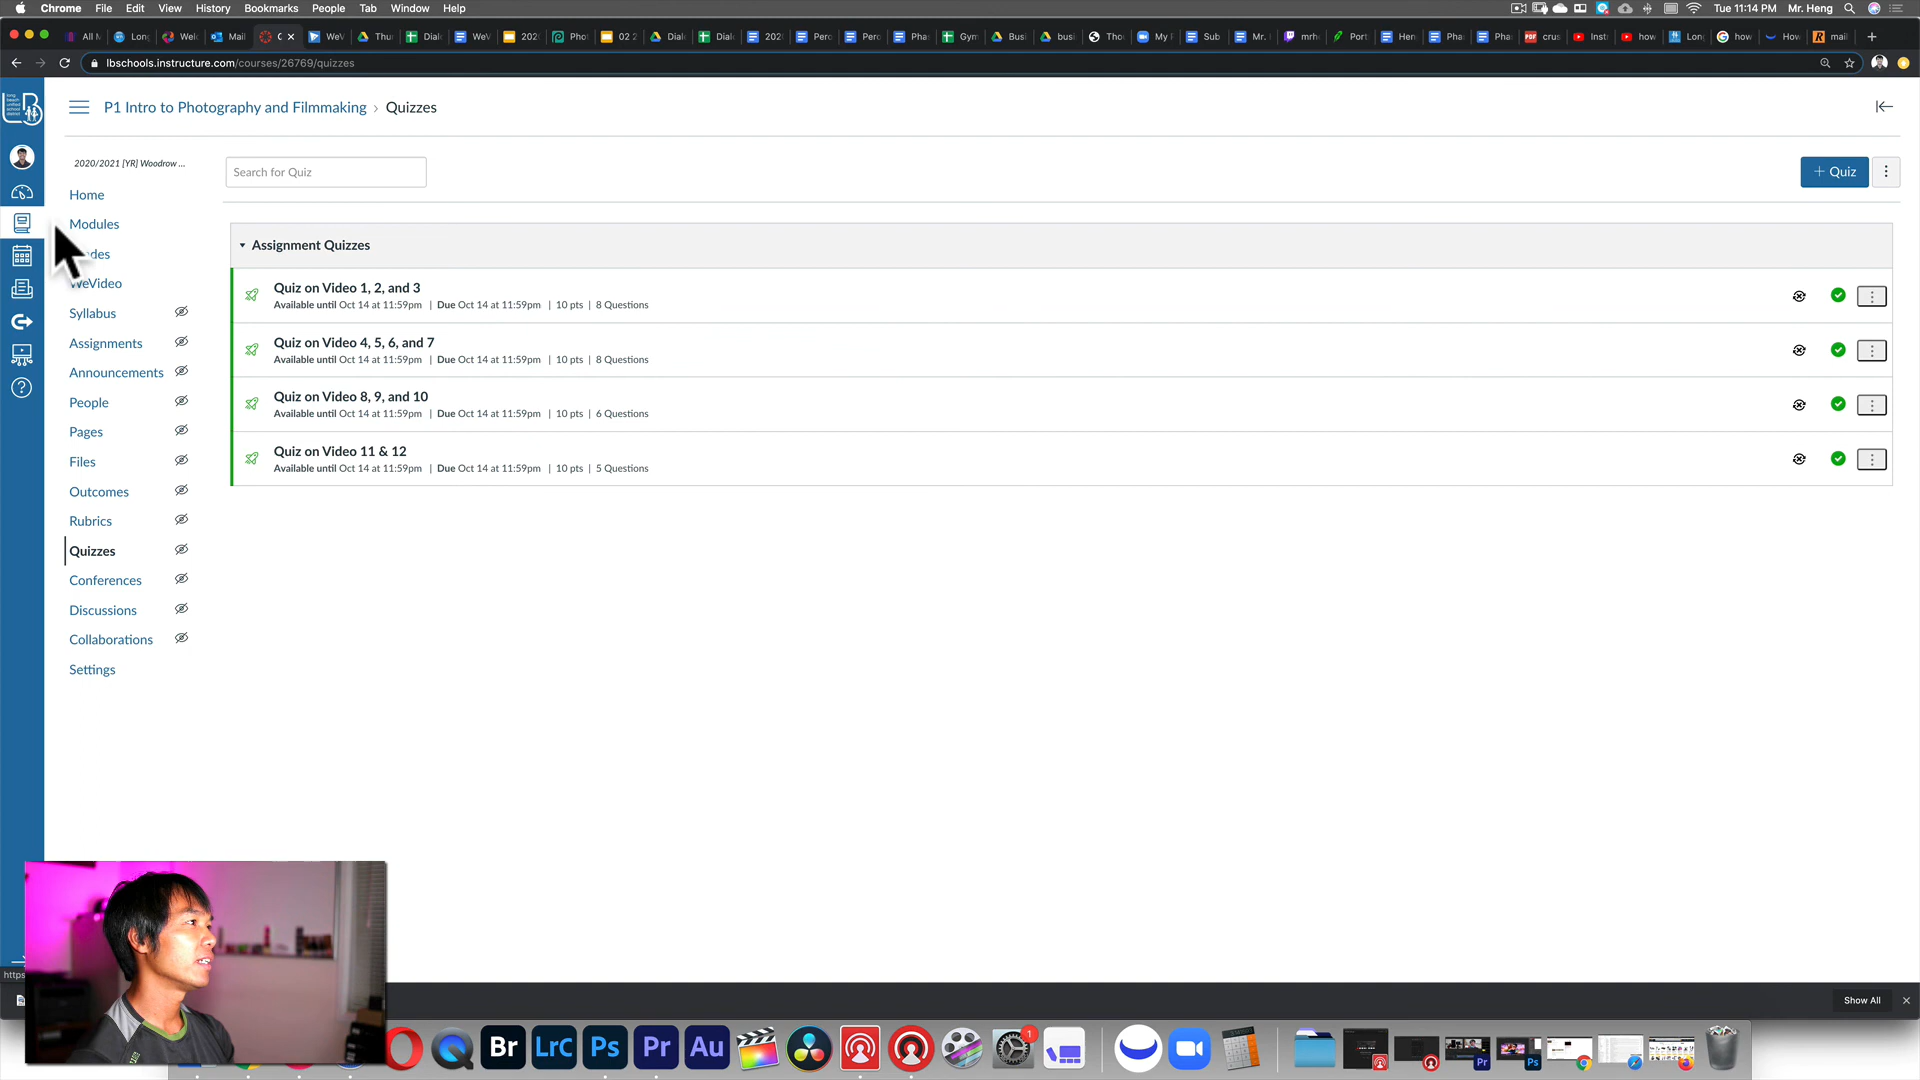 Chrome File Edit View History Bookmarks People Tab Window Help
Tue 11:14 PM Mr. Heng
lbschools.instructure.com/courses/26769/quizzes
P1 Intro to Photography and Filmmaking › Quizzes
2020/2021 [YR] Woodrow ...
Search for Quiz
+ Quiz
Home
Modules
WeVideo
Syllabus
Assignments
Announcements
People
Pages
Files
Outcomes
Rubrics
Quizzes
Conferences
Discussions
Collaborations
Settings
Assignment Quizzes
Quiz on Video 1, 2, and 3
Available until Oct 14 at 11:59pm | Due Oct 14 at 11:59pm | 10 pts | 8 Questions
Quiz on Video 4, 5, 6, and 7
Available until Oct 14 at 11:59pm | Due Oct 14 at 11:59pm | 10 pts | 8 Questions
Quiz on Video 8, 9, and 10
Available until Oct 14 at 11:59pm | Due Oct 14 at 11:59pm | 10 pts | 6 Questions
Quiz on Video 11 & 12
Available until Oct 14 at 11:59pm | Due Oct 14 at 11:59pm | 10 pts | 5 Questions
https
Show All
Br LrC Ps Pr Au
1